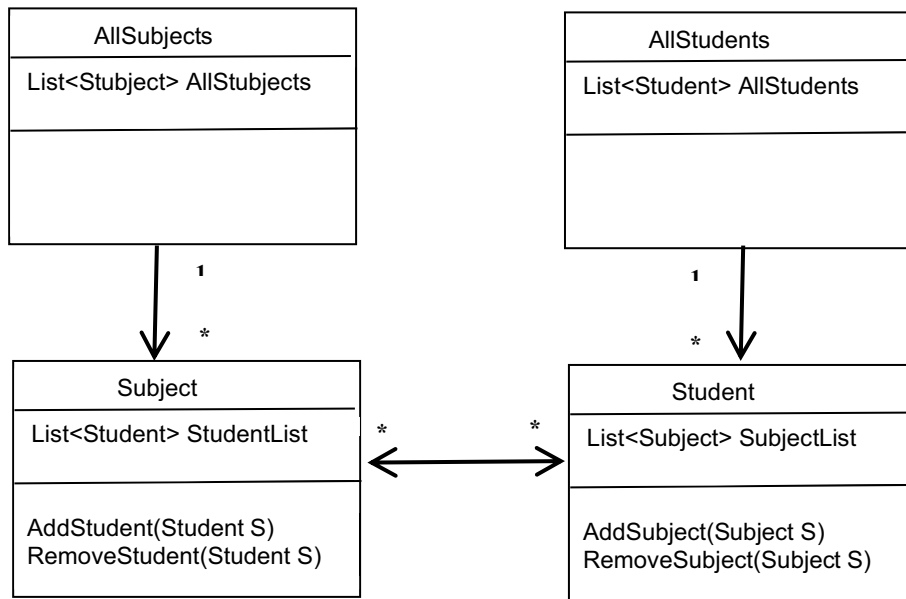 AllSubjects
List<Stubject> AllStubjects
1
*
AllStudents
List<Student> AllStudents
1
*
Subject
List<Student> StudentList
AddStudent(Student S)
RemoveStudent(Student S)
*
*
Student
List<Subject> SubjectList
AddSubject(Subject S)
RemoveSubject(Subject S)